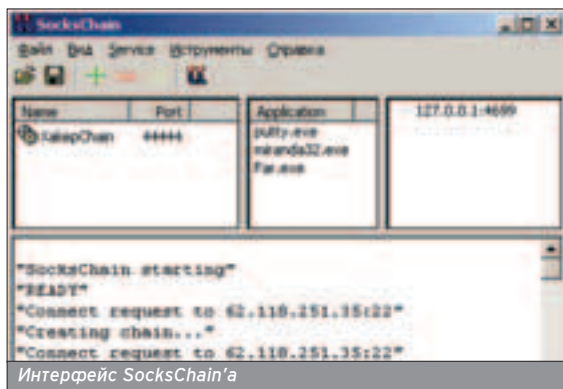 SocksChain
Файл Вид Service Иструменты Справка
Name Port
ХакерChain 44444
Application
putty.exe
miranda32.exe
Far.exe
127.0.0.1:4699
"SocksChain starting"
"READY"
"Connect request to 62.118.251.35:22"
"Creating chain..."
"Connect request to 62.118.251.35:22"
Интерфейс SocksChain'а